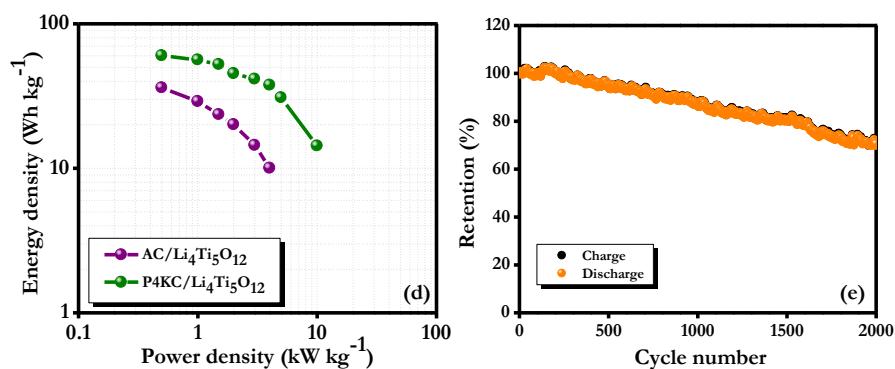 Energy density (Wh kg⁻¹)
100
10
1
AC/Li₄Ti₅O₁₂
P4KC/Li₄Ti₅O₁₂
(d)
0.1 1 10 100
Power density (kW kg⁻¹)
Retention (%)
120
100
80
60
40
20
0
Charge
Discharge
(e)
0 500 1000 1500 2000
Cycle number